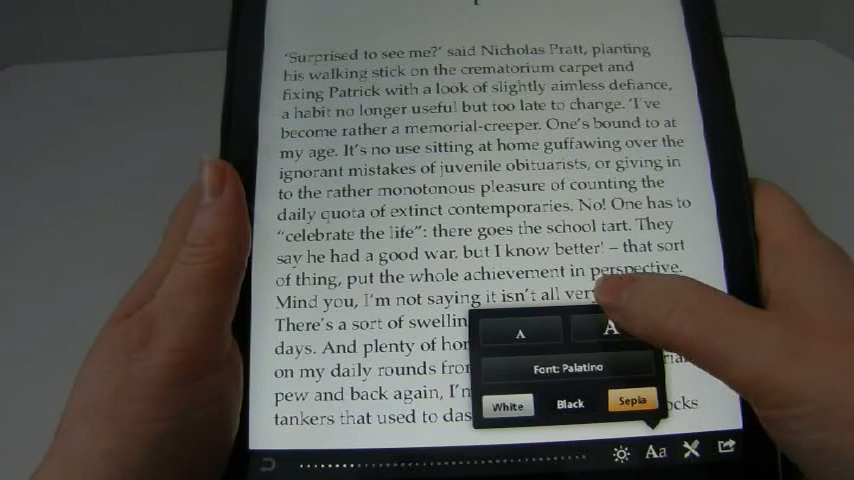 ‘Surprised to see me?’ said Nicholas Pratt, planting
his walking stick on the crematorium carpet and
fixing Patrick with a look of slightly aimless defiance,
a habit no longer useful but too late to change. ‘I’ve
become rather a memorial-creeper. One’s bound to at
my age. It’s no use sitting at home guffawing over the
ignorant mistakes of juvenile obituarists, or giving in
to the rather monotonous pleasure of counting the
daily quota of extinct contemporaries. No! One has to
“celebrate the life”: there goes the school tart. They
say he had a good war, but I know better! – that sort
of thing, put the whole achievement in perspective.
Mind you, I’m not saying it isn’t all very
There’s a sort of swellin
days. And plenty of hor
on my daily rounds from
pew and back again, I’m
tankers that used to das
ocks
A A
Font: Palatino
White Black Sepia
Aa